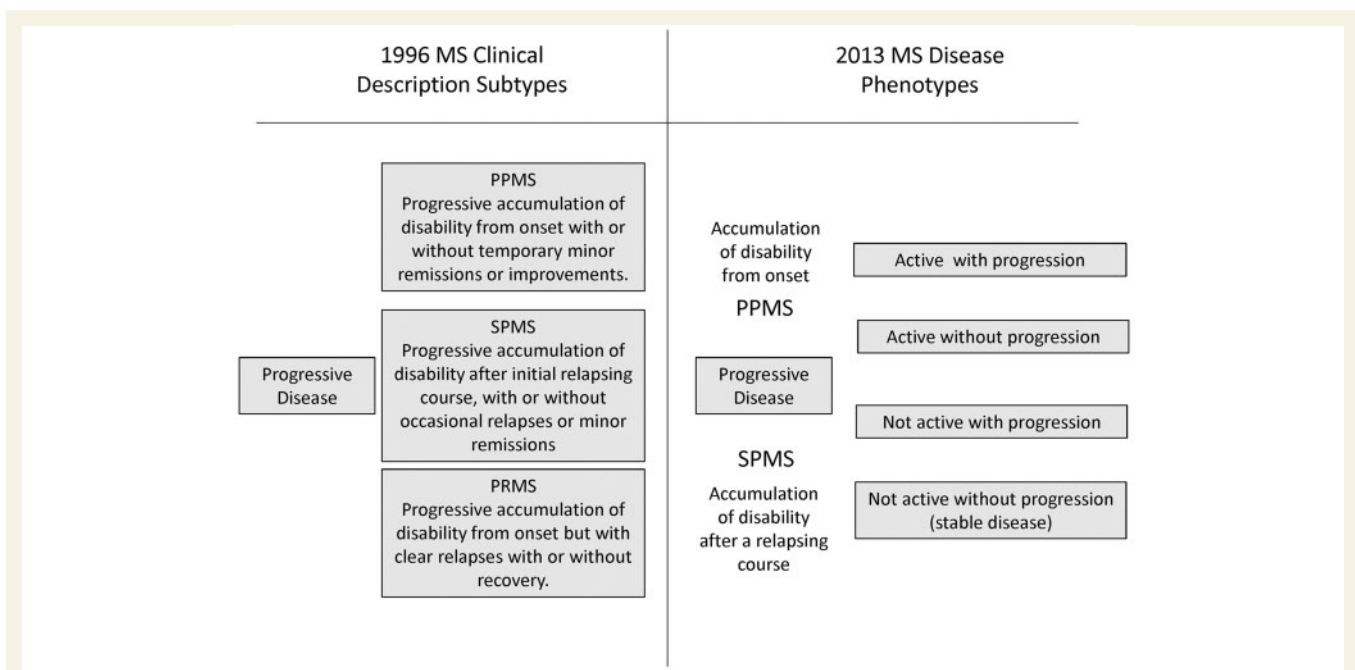 1996 MS Clinical
Description Subtypes
2013 MS Disease
Phenotypes
Progressive
Disease
PPMS
Progressive accumulation of
disability from onset with or
without temporary minor
remissions or improvements.
SPMS
Progressive accumulation of
disability after initial relapsing
course, with or without
occasional relapses or minor
remissions
PRMS
Progressive accumulation of
disability from onset but with
clear relapses with or without
recovery.
Accumulation
of disability
from onset
PPMS
Progressive
Disease
SPMS
Accumulation
of disability
after a relapsing
course
Active with progression
Active without progression
Not active with progression
Not active without progression
(stable disease)